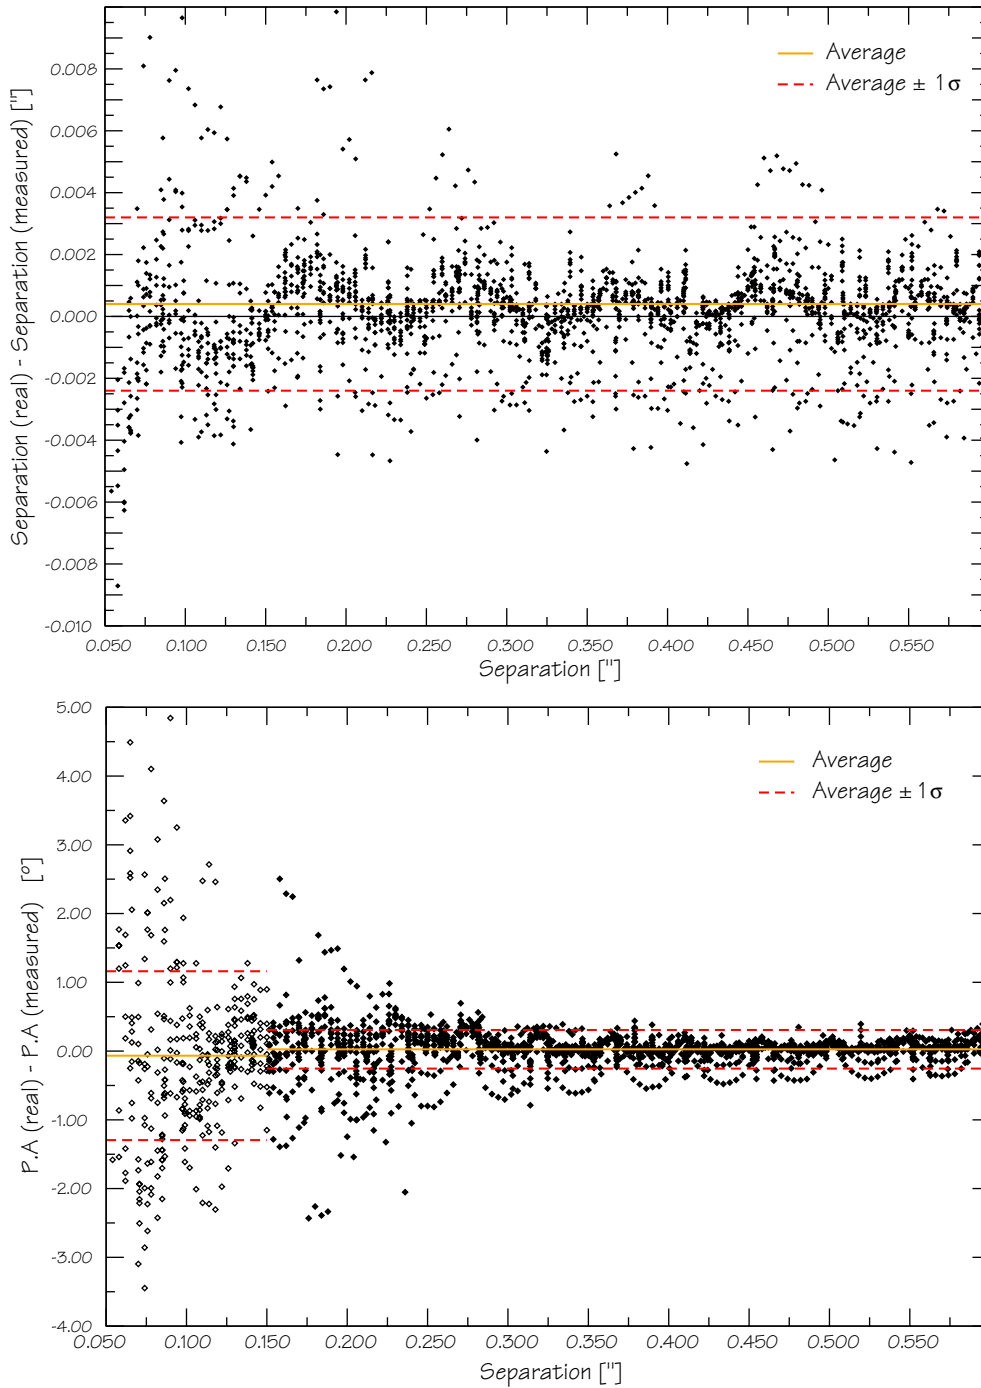 Average
Average ± 1σ
0.008
0.006
0.004
0.002
0.000
-0.002
-0.004
-0.006
-0.008
-0.010
Separation (real) - Separation (measured) ["]
0.050 0.100 0.150 0.200 0.250 0.300 0.350 0.400 0.450 0.500 0.550
Separation ["]
Average
Average ± 1σ
5.00
4.00
3.00
2.00
1.00
0.00
-1.00
-2.00
-3.00
-4.00
P.A (real) - P.A (measured) [º]
0.050 0.100 0.150 0.200 0.250 0.300 0.350 0.400 0.450 0.500 0.550
Separation ["]